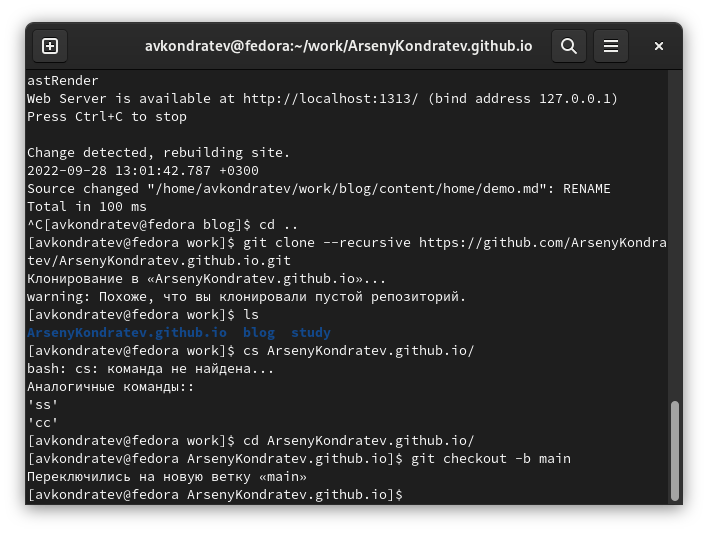 avkondratev@fedora:~/work/ArsenyKondratev.github.io
astRender
Web Server is available at http://localhost:1313/ (bind address 127.0.0.1)
Press Ctrl+C to stop
Change detected, rebuilding site.
2022-09-28 13:01:42.787 +0300
Source changed "/home/avkondratev/work/blog/content/home/demo.md": RENAME
Total in 100 ms
^C[avkondratev@fedora blog]$ cd ..
[avkondratev@fedora work]$ git clone --recursive https://github.com/ArsenyKondra
tev/ArsenyKondratev.github.io.git
Клонирование в «ArsenyKondratev.github.io»...
warning: Похоже, что вы клонировали пустой репозиторий.
[avkondratev@fedora work]$ ls
ArsenyKondratev.github.io  blog  study
[avkondratev@fedora work]$ cs ArsenyKondratev.github.io/
bash: cs: команда не найдена...
Аналогичные команды::
'ss'
'cc'
[avkondratev@fedora work]$ cd ArsenyKondratev.github.io/
[avkondratev@fedora ArsenyKondratev.github.io]$ git checkout -b main
Переключились на новую ветку «main»
[avkondratev@fedora ArsenyKondratev.github.io]$